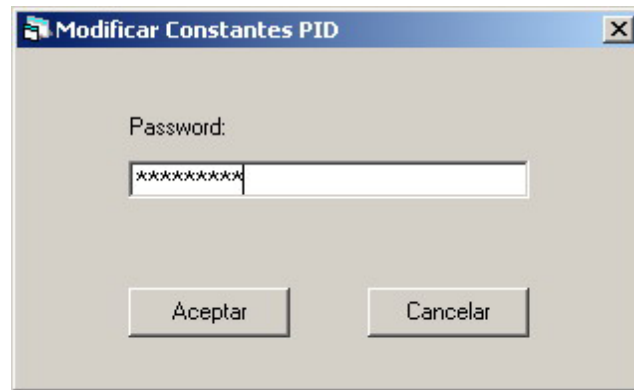 Modificar Constantes PID
Password:
*********
Aceptar
Cancelar